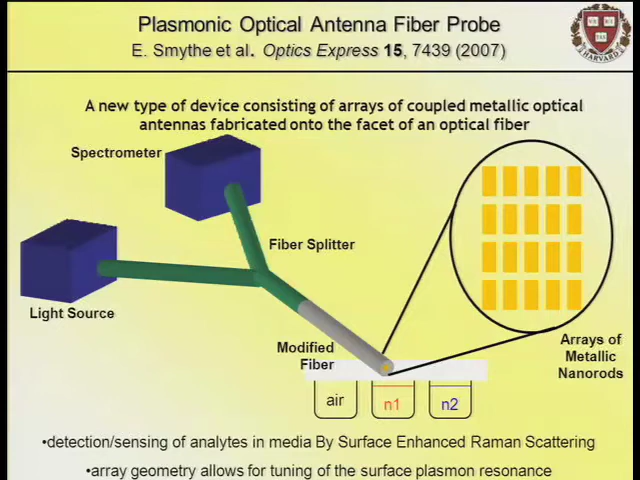 Plasmonic Optical Antenna Fiber Probe
E. Smythe et al. Optics Express 15, 7439 (2007)
HARVARD
A new type of device consisting of arrays of coupled metallic optical
antennas fabricated onto the facet of an optical fiber
Spectrometer
Fiber Splitter
Light Source
Modified
Fiber
Arrays of
Metallic
Nanorods
air
n1
n2
•detection/sensing of analytes in media By Surface Enhanced Raman Scattering
•array geometry allows for tuning of the surface plasmon resonance